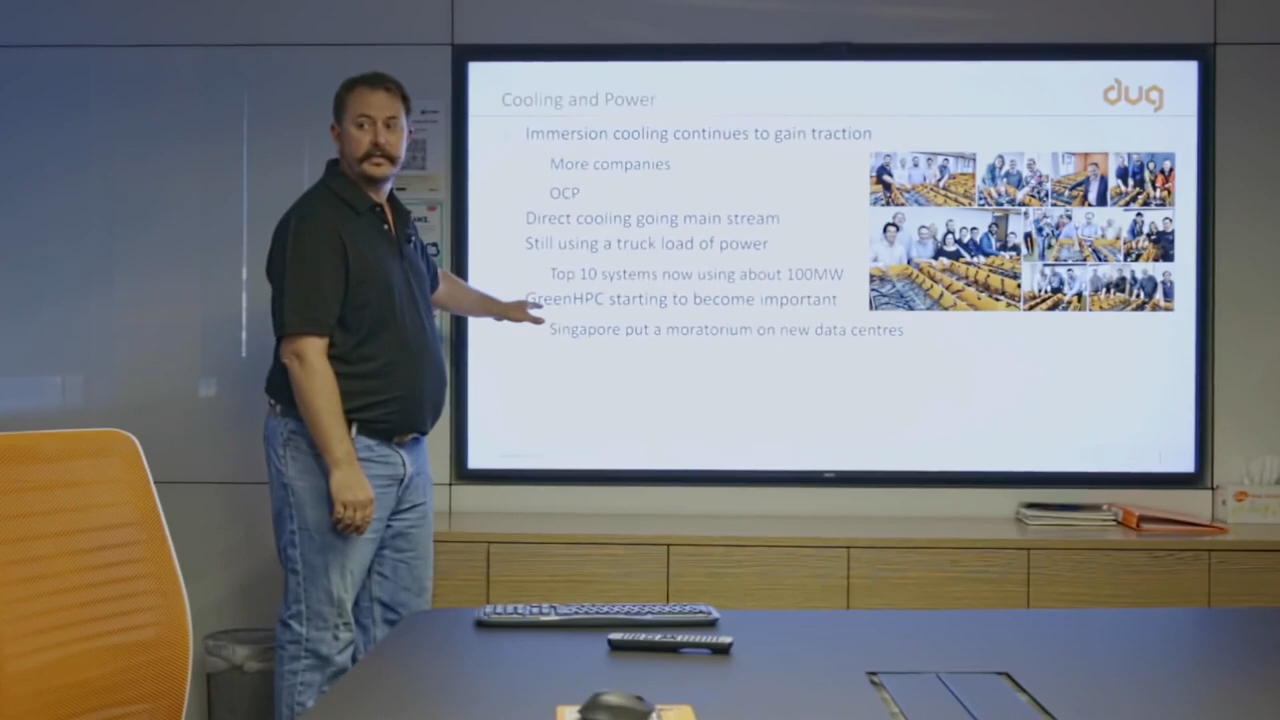 Cooling and Power
dug
Immersion cooling continues to gain traction
More companies
OCP
Direct cooling going main stream
Still using a truck load of power
Top 10 systems now using about 100MW
GreenHPC starting to become important
Singapore put a moratorium on new data centres